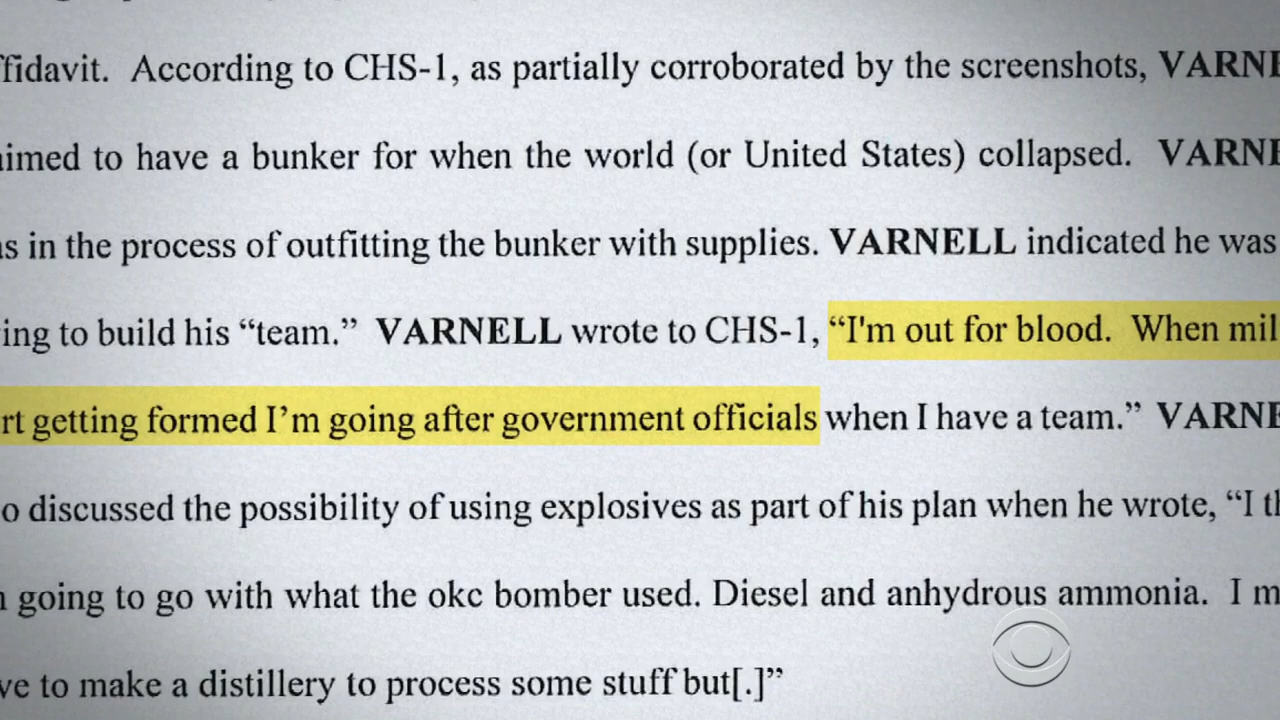 ffidavit. According to CHS-1, as partially corroborated by the screenshots, VARNE
aimed to have a bunker for when the world (or United States) collapsed. VARNE
as in the process of outfitting the bunker with supplies. VARNELL indicated he was
ing to build his “team.” VARNELL wrote to CHS-1, “I'm out for blood. When mil
rt getting formed I’m going after government officials when I have a team.” VARNE
o discussed the possibility of using explosives as part of his plan when he wrote, “I th
going to go with what the okc bomber used. Diesel and anhydrous ammonia. I m
ve to make a distillery to process some stuff but[.]”